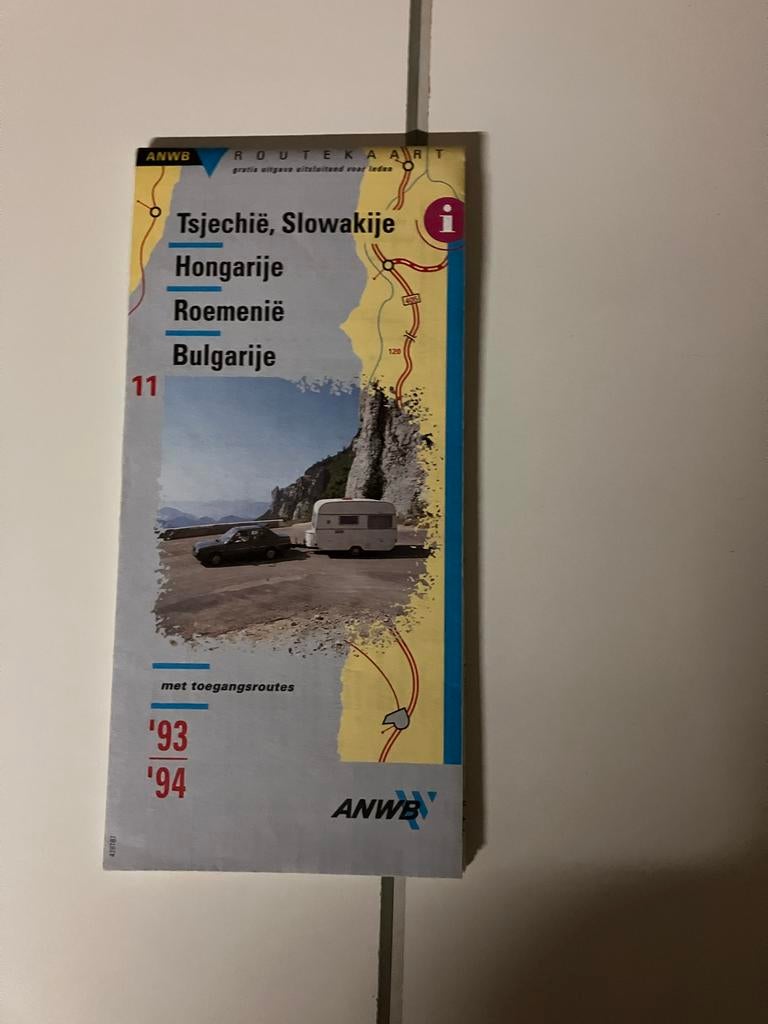 ANWB
ROUTEKAART
gratis uitgave uitsluitend voor leden
i
Tsjechië, Slowakije
Hongarije
Roemenië
Bulgarije
120
11
met toegangsroutes
'93
'94
ANWB